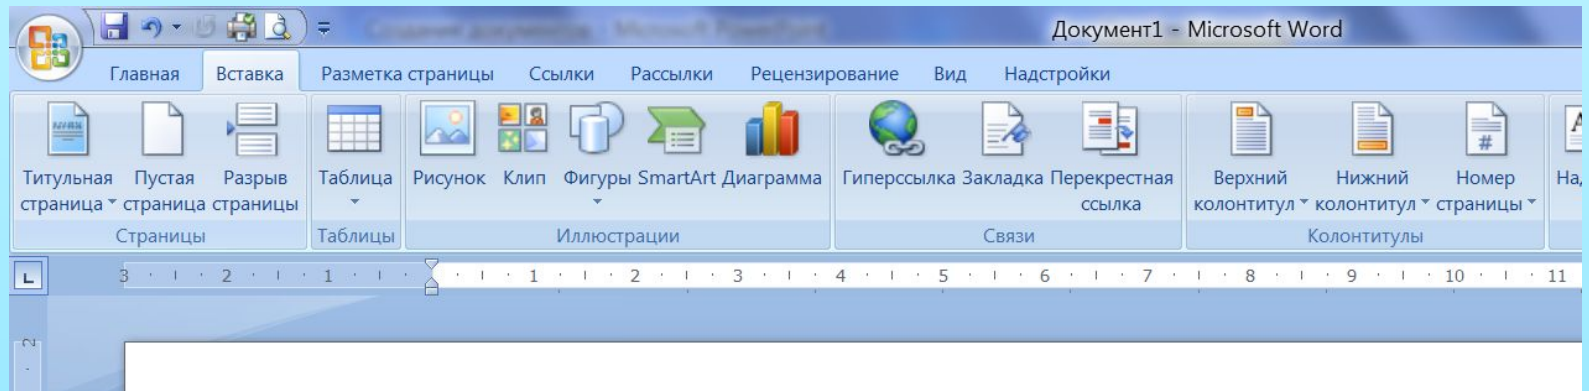 Документ1 - Microsoft Word
Главная Вставка Разметка страницы Ссылки Рассылки Рецензирование Вид Надстройки
Титульная Пустая Разрыв Таблица Рисунок Клип Фигуры SmartArt Диаграмма Гиперссылка Закладка Перекрестная Верхний Нижний Номер
страница страница страницы ссылка колонтитул колонтитул страницы
Страницы Таблицы Иллюстрации Связи Колонтитулы
L 3 2 1 1 2 3 4 5 6 7 8 9 10 11
2